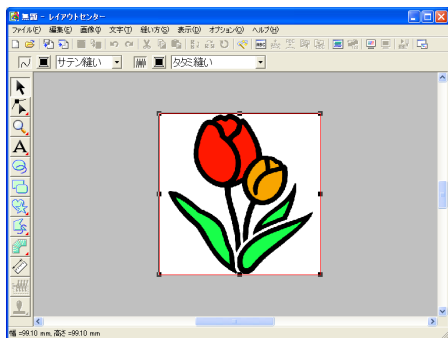 無題 - レイアウトセンター
ファイル(F) 編集(E) 画像(I) 文字(T) 縫い方(S) 表示(D) オプション(O) ヘルプ(H)
サテン縫い タタミ縫い
A
幅 =99.10 mm, 高さ =99.10 mm